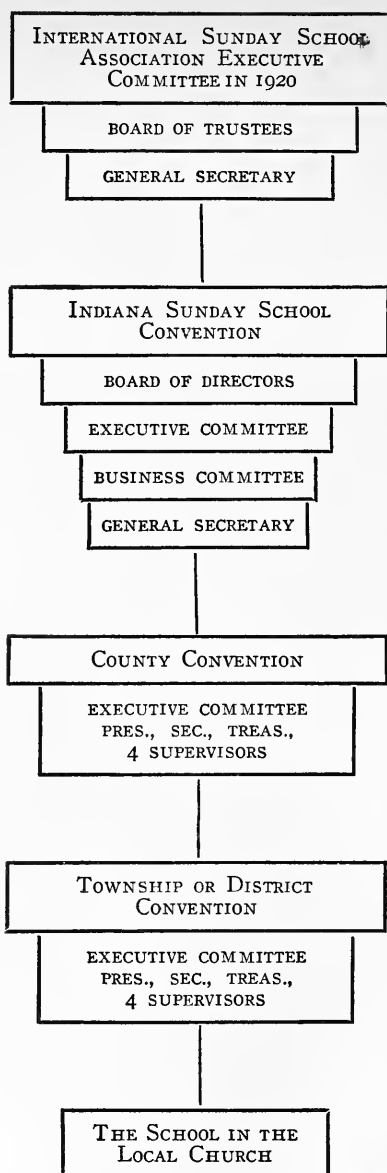 International Sunday School
Association Executive
Committee in 1920
BOARD OF TRUSTEES
GENERAL SECRETARY
Indiana Sunday School
Convention
BOARD OF DIRECTORS
EXECUTIVE COMMITTEE
BUSINESS COMMITTEE
GENERAL SECRETARY
County Convention
EXECUTIVE COMMITTEE
PRES., SEC., TREAS.,
4 SUPERVISORS
Township or District
Convention
EXECUTIVE COMMITTEE
PRES., SEC., TREAS.,
4 SUPERVISORS
The School in the
Local Church